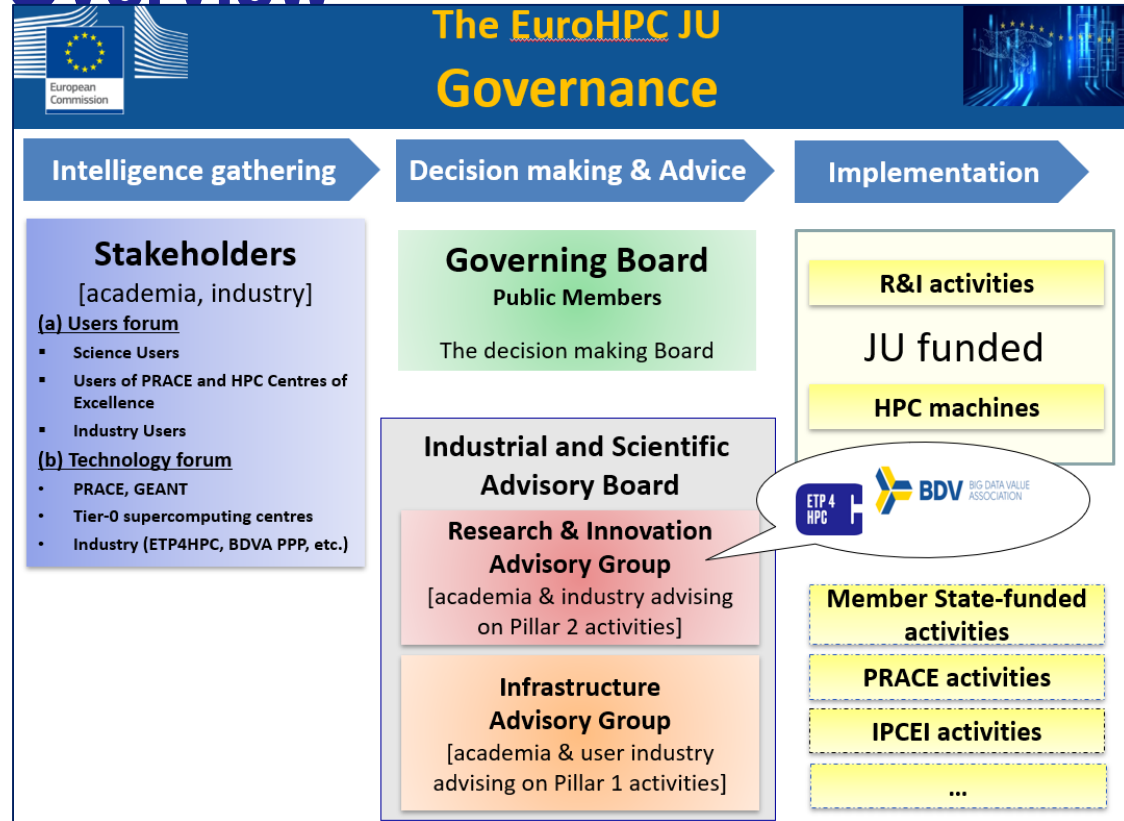 Overview
The EuroHPC JU
Governance
European
Commission
Intelligence gathering
Decision making & Advice
Implementation
Stakeholders
[academia, industry]
(a) Users forum
▪ Science Users
▪ Users of PRACE and HPC Centres of
Excellence
▪ Industry Users
(b) Technology forum
• PRACE, GEANT
• Tier-0 supercomputing centres
• Industry (ETP4HPC, BDVA PPP, etc.)
Governing Board
Public Members
The decision making Board
Industrial and Scientific
Advisory Board
Research & Innovation
Advisory Group
[academia & industry advising
on Pillar 2 activities]
Infrastructure
Advisory Group
[academia & user industry
advising on Pillar 1 activities]
R&I activities
JU funded
HPC machines
ETP 4
HPC
BDV BIG DATA VALUE
ASSOCIATION
Member State-funded
activities
PRACE activities
IPCEI activities
...